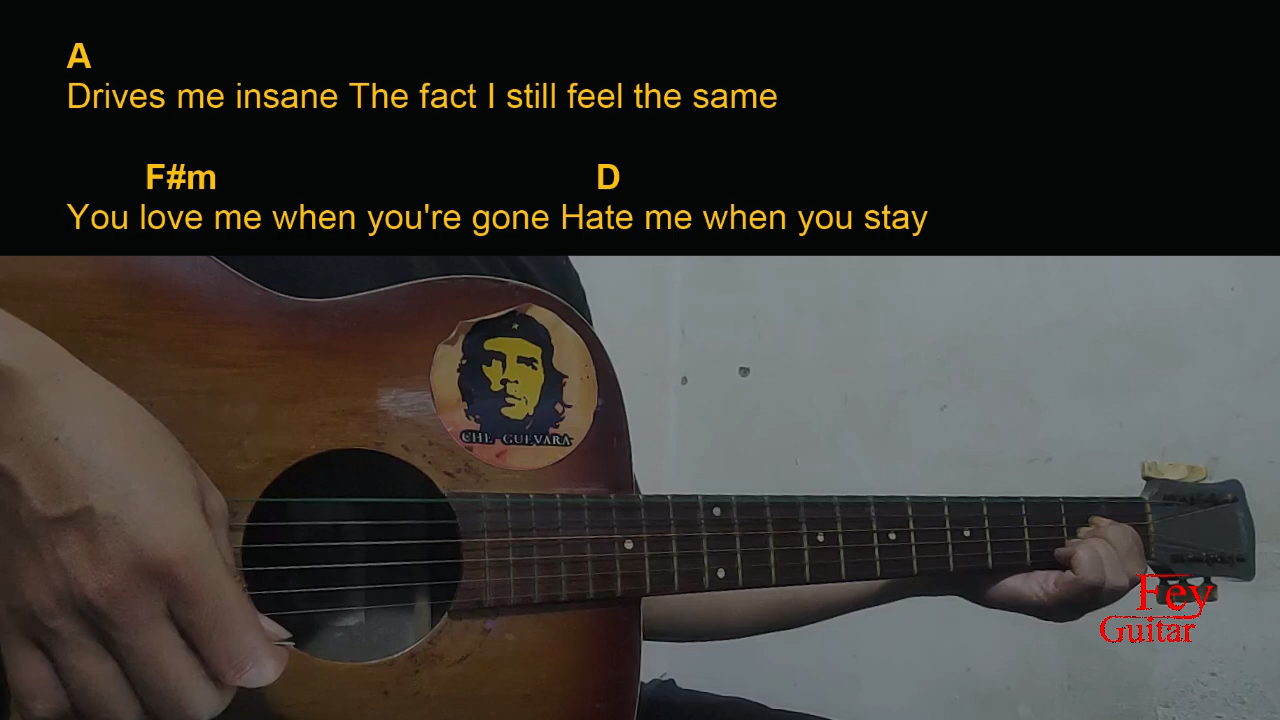 A
Drives me insane The fact I still feel the same
F#m D
You love me when you're gone Hate me when you stay
CHE GUEVARA
Fey
Guitar